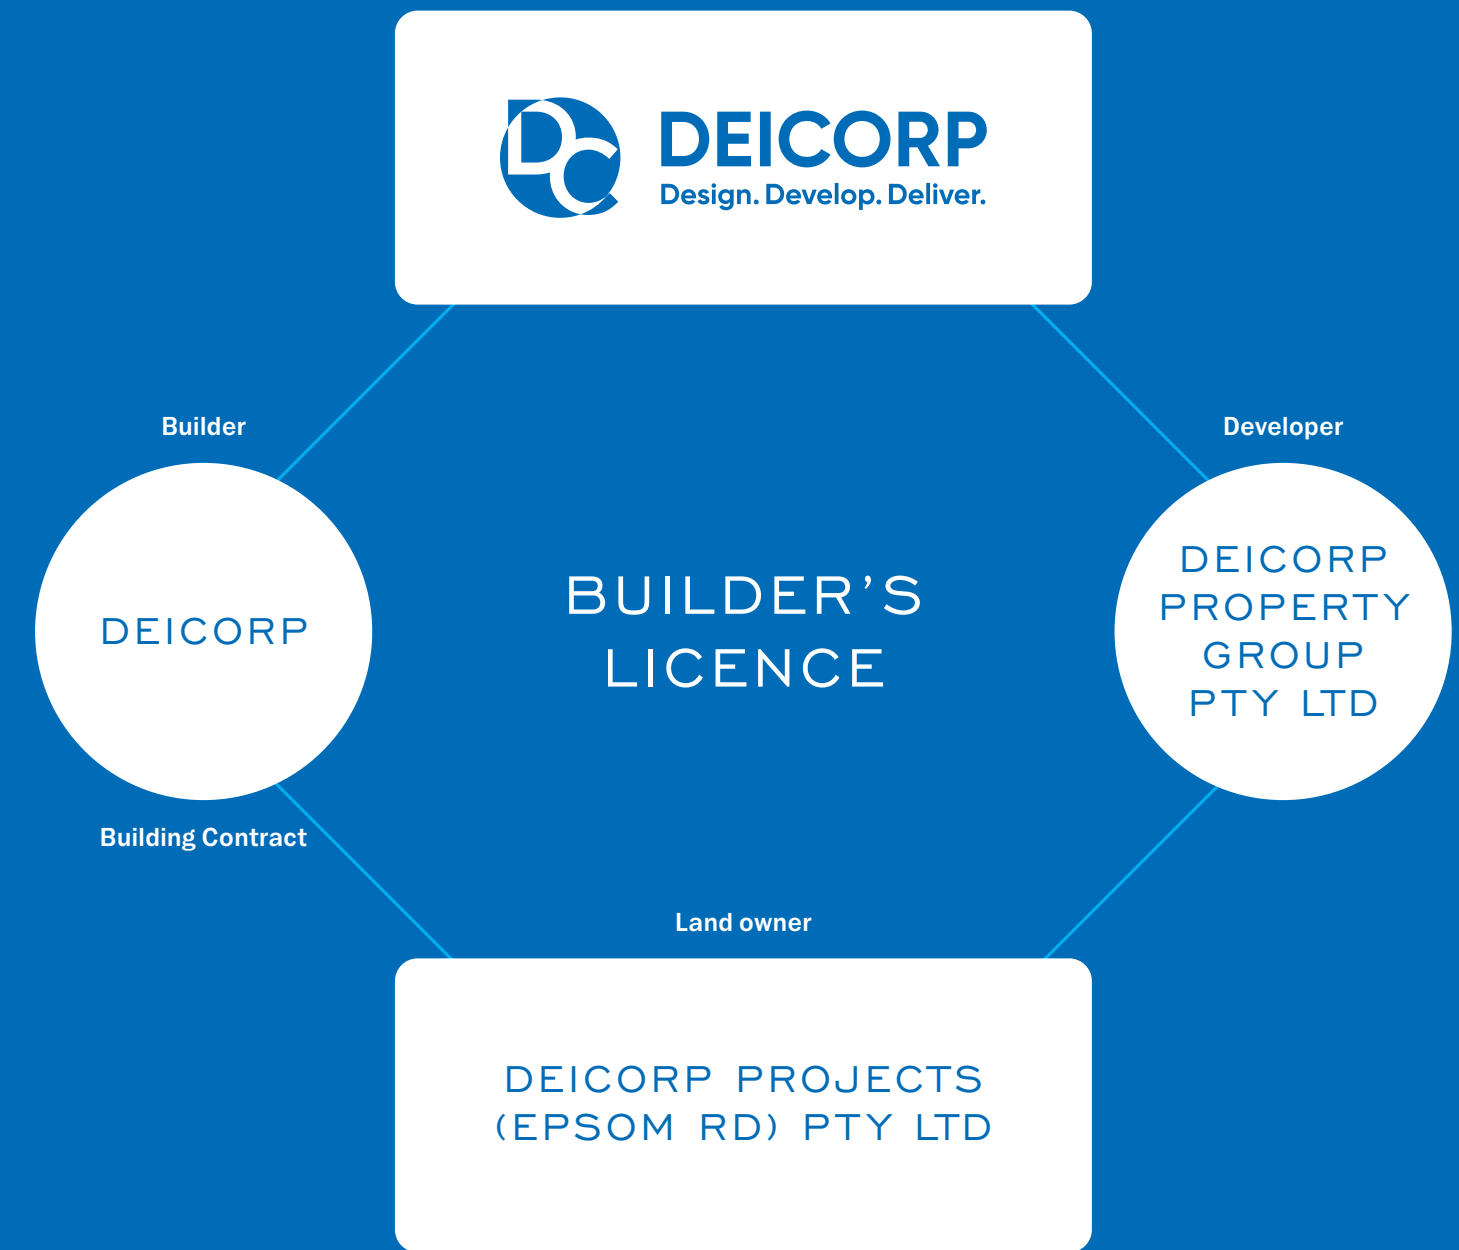 DC
DEICORP
Design. Develop. Deliver.
Builder
Developer
DEICORP
BUILDER’S
LICENCE
DEICORP
PROPERTY
GROUP
PTY LTD
Building Contract
Land owner
DEICORP PROJECTS
(EPSOM RD) PTY LTD